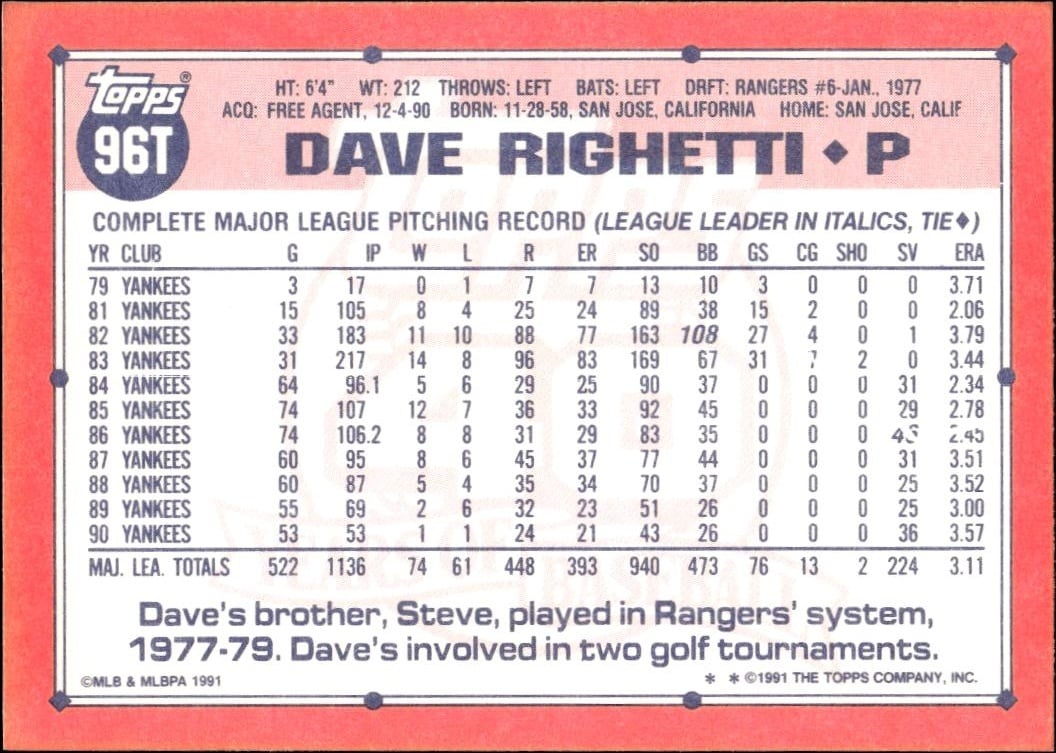 topps®
96T
HT: 6'4" WT: 212 THROWS: LEFT BATS: LEFT DRFT: RANGERS #6-JAN., 1977
ACQ: FREE AGENT, 12-4-90 BORN: 11-28-58, SAN JOSE, CALIFORNIA HOME: SAN JOSE, CALIF
DAVE RIGHETTI ♦ P
COMPLETE MAJOR LEAGUE PITCHING RECORD (LEAGUE LEADER IN ITALICS, TIE♦)
YR CLUB G IP W L R ER SO BB GS CG SHO SV ERA
79 YANKEES 3 17 0 1 7 7 13 10 3 0 0 0 3.71
81 YANKEES 15 105 8 4 25 24 89 38 15 2 0 0 2.06
82 YANKEES 33 183 11 10 88 77 163 108 27 4 0 1 3.79
83 YANKEES 31 217 14 8 96 83 169 67 31 7 2 0 3.44
84 YANKEES 64 96.1 5 6 29 25 90 37 0 0 0 31 2.34
85 YANKEES 74 107 12 7 36 33 92 45 0 0 0 29 2.78
86 YANKEES 74 106.2 8 8 31 29 83 35 0 0 0 2.45
87 YANKEES 60 95 8 6 45 37 77 44 0 0 0 31 3.51
88 YANKEES 60 87 5 4 35 34 70 37 0 0 0 25 3.52
89 YANKEES 55 69 2 6 32 23 51 26 0 0 0 25 3.00
90 YANKEES 53 53 1 1 24 21 43 26 0 0 0 36 3.57
MAJ. LEA. TOTALS 522 1136 74 61 448 393 940 473 76 13 2 224 3.11
TOPPS
40
YEARS OF BASEBALL
Dave's brother, Steve, played in Rangers' system,
1977-79. Dave's involved in two golf tournaments.
©MLB & MLBPA 1991 * * ©1991 THE TOPPS COMPANY, INC.